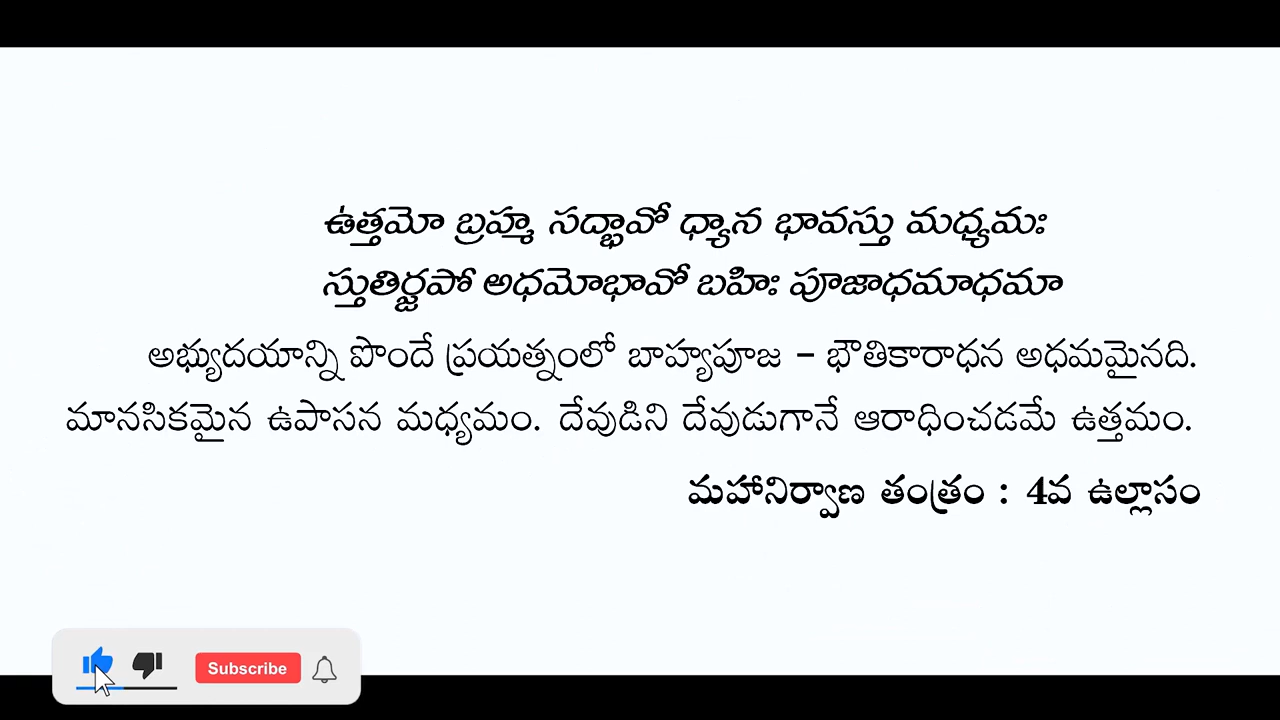 ఉత్తమో బ్రహ్మ సద్భావో ధ్యాన భావస్తు మధ్యమః
స్తుతిర్జపో అధమోభావో బహిః పూజాధమాధమా
అభ్యుదయాన్ని పొందే ప్రయత్నంలో బాహ్యపూజ - భౌతికారాధన అధమమైనది.
మానసికమైన ఉపాసన మధ్యమం. దేవుడిని దేవుడుగానే ఆరాధించడమే ఉత్తమం.
మహానిర్వాణ తంత్రం : 4వ ఉల్లాసం
Subscribe